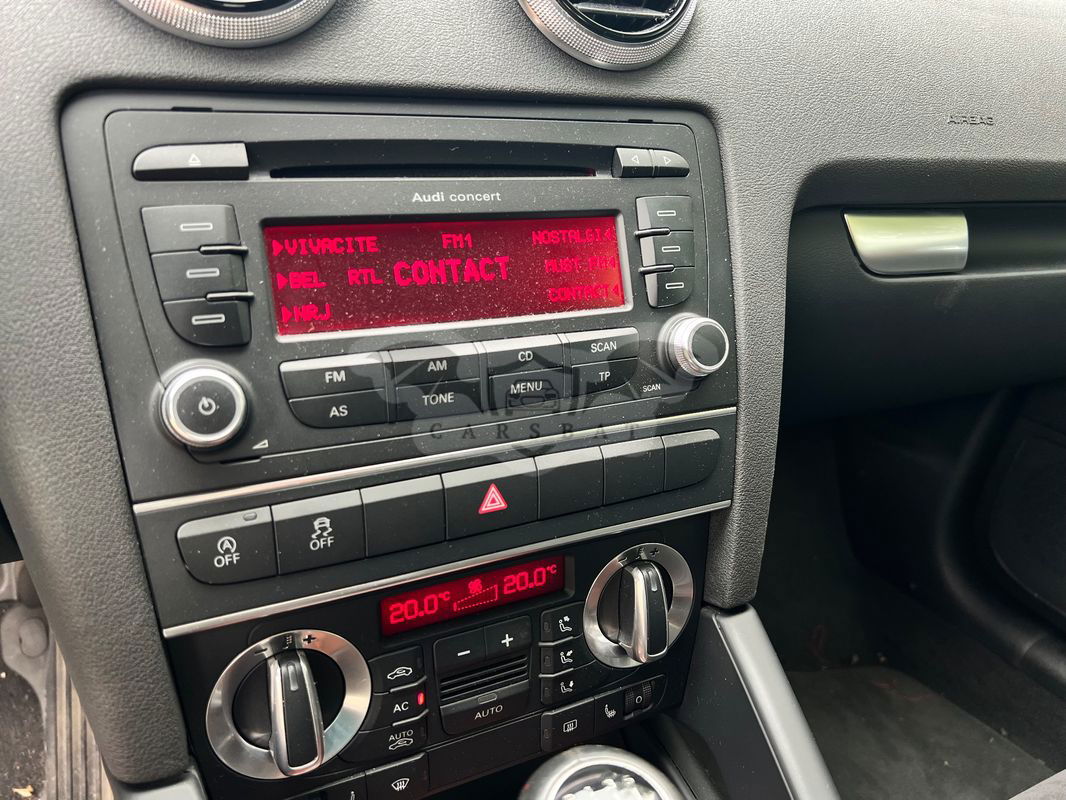 AIRBAG
Audi concert
VIVACITE FM1 NOSTALGI
BEL RTL CONTACT MUST-FM
NRJ CONTACT
FM AM CD SCAN
AS TONE MENU TP SCAN
CARSBAT
OFF OFF
20.0°C 20.0°C
AC
AUTO
AUTO